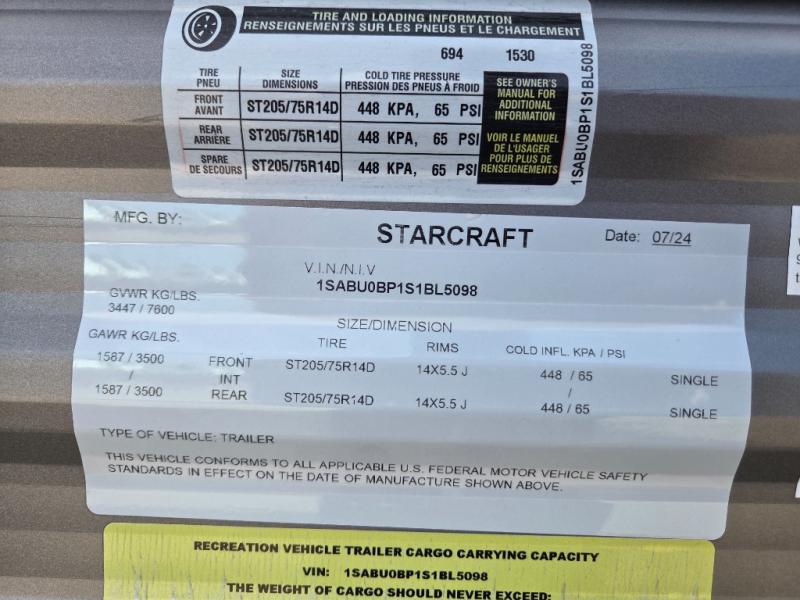 TIRE AND LOADING INFORMATION
RENSEIGNEMENTS SUR LES PNEUS ET LE CHARGEMENT
694 1530
TIRE PNEU SIZE DIMENSIONS COLD TIRE PRESSURE PRESSION DES PNEUS À FROID
FRONT AVANT ST205/75R14D 448 KPA, 65 PSI
REAR ARRIÈRE ST205/75R14D 448 KPA, 65 PSI
SPARE DE SECOURS ST205/75R14D 448 KPA, 65 PSI
SEE OWNER'S
MANUAL FOR
ADDITIONAL
INFORMATION
VOIR LE MANUEL
DE L'USAGER
POUR PLUS DE
RENSEIGNEMENTS
1SABU0BP1S1BL5098
MFG. BY: STARCRAFT Date: 07/24
V.I.N./N.I.V
1SABU0BP1S1BL5098
GVWR KG/LBS.
3447 / 7600
SIZE/DIMENSION
GAWR KG/LBS. TIRE RIMS COLD INFL. KPA / PSI
1587 / 3500 FRONT ST205/75R14D 14X5.5 J 448 / 65 SINGLE
/ INT /
1587 / 3500 REAR ST205/75R14D 14X5.5 J 448 / 65 SINGLE
TYPE OF VEHICLE: TRAILER
THIS VEHICLE CONFORMS TO ALL APPLICABLE U.S. FEDERAL MOTOR VEHICLE SAFETY
STANDARDS IN EFFECT ON THE DATE OF MANUFACTURE SHOWN ABOVE.
RECREATION VEHICLE TRAILER CARGO CARRYING CAPACITY
VIN: 1SABU0BP1S1BL5098
THE WEIGHT OF CARGO SHOULD NEVER EXCEED: